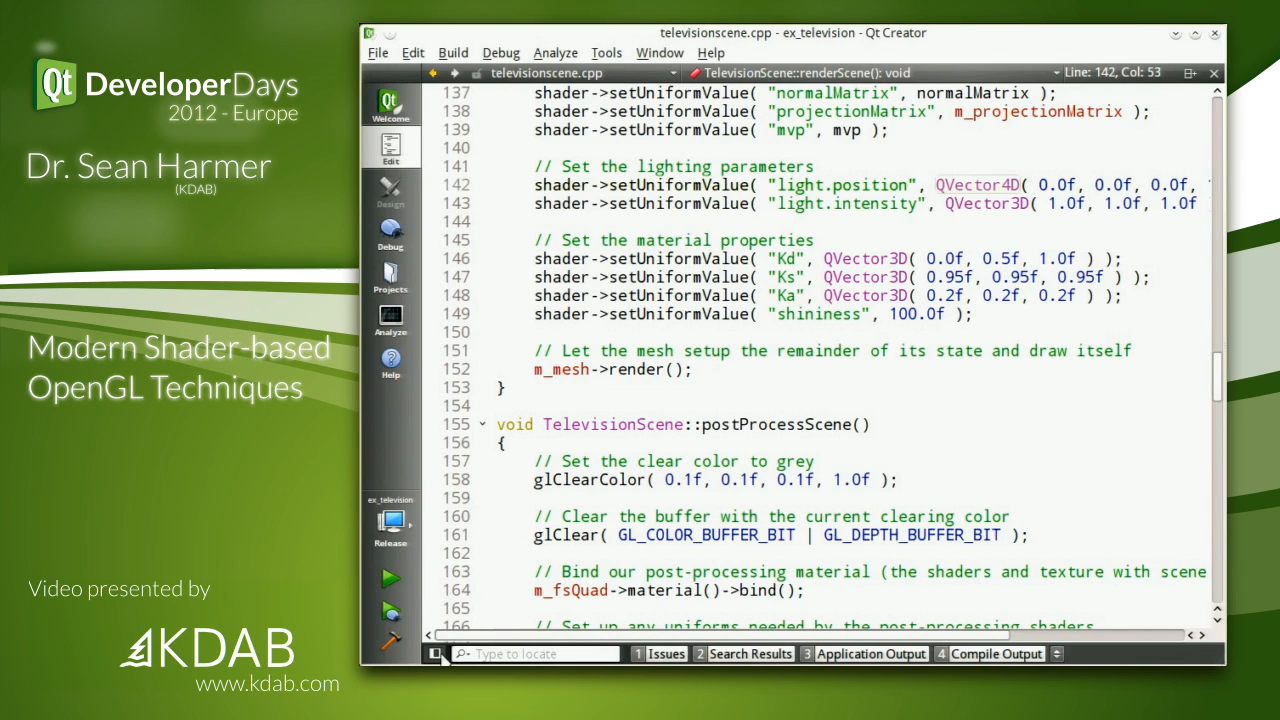 Qt DeveloperDays
2012 - Europe
Dr. Sean Harmer
(KDAB)
Modern Shader-based
OpenGL Techniques
Video presented by
KDAB
www.kdab.com
televisionscene.cpp - ex_television - Qt Creator
File Edit Build Debug Analyze Tools Window Help
televisionscene.cpp TelevisionScene::renderScene(): void Line: 142, Col: 53
Qt
Welcome
Edit
Design
Debug
Projects
Analyze
Help
ex_television
Release
137 shader->setUniformValue( "normalMatrix", normalMatrix );
138 shader->setUniformValue( "projectionMatrix", m_projectionMatrix );
139 shader->setUniformValue( "mvp", mvp );
140
141 // Set the lighting parameters
142 shader->setUniformValue( "light.position", QVector4D( 0.0f, 0.0f, 0.0f,
143 shader->setUniformValue( "light.intensity", QVector3D( 1.0f, 1.0f, 1.0f
144
145 // Set the material properties
146 shader->setUniformValue( "Kd", QVector3D( 0.0f, 0.5f, 1.0f ) );
147 shader->setUniformValue( "Ks", QVector3D( 0.95f, 0.95f, 0.95f ) );
148 shader->setUniformValue( "Ka", QVector3D( 0.2f, 0.2f, 0.2f ) );
149 shader->setUniformValue( "shininess", 100.0f );
150
151 // Let the mesh setup the remainder of its state and draw itself
152 m_mesh->render();
153 }
154
155 void TelevisionScene::postProcessScene()
156 {
157 // Set the clear color to grey
158 glClearColor( 0.1f, 0.1f, 0.1f, 1.0f );
159
160 // Clear the buffer with the current clearing color
161 glClear( GL_COLOR_BUFFER_BIT | GL_DEPTH_BUFFER_BIT );
162
163 // Bind our post-processing material (the shaders and texture with scene
164 m_fsQuad->material()->bind();
165
166 // Set up any uniforms needed by the post-processing shaders
Type to locate 1 Issues 2 Search Results 3 Application Output 4 Compile Output